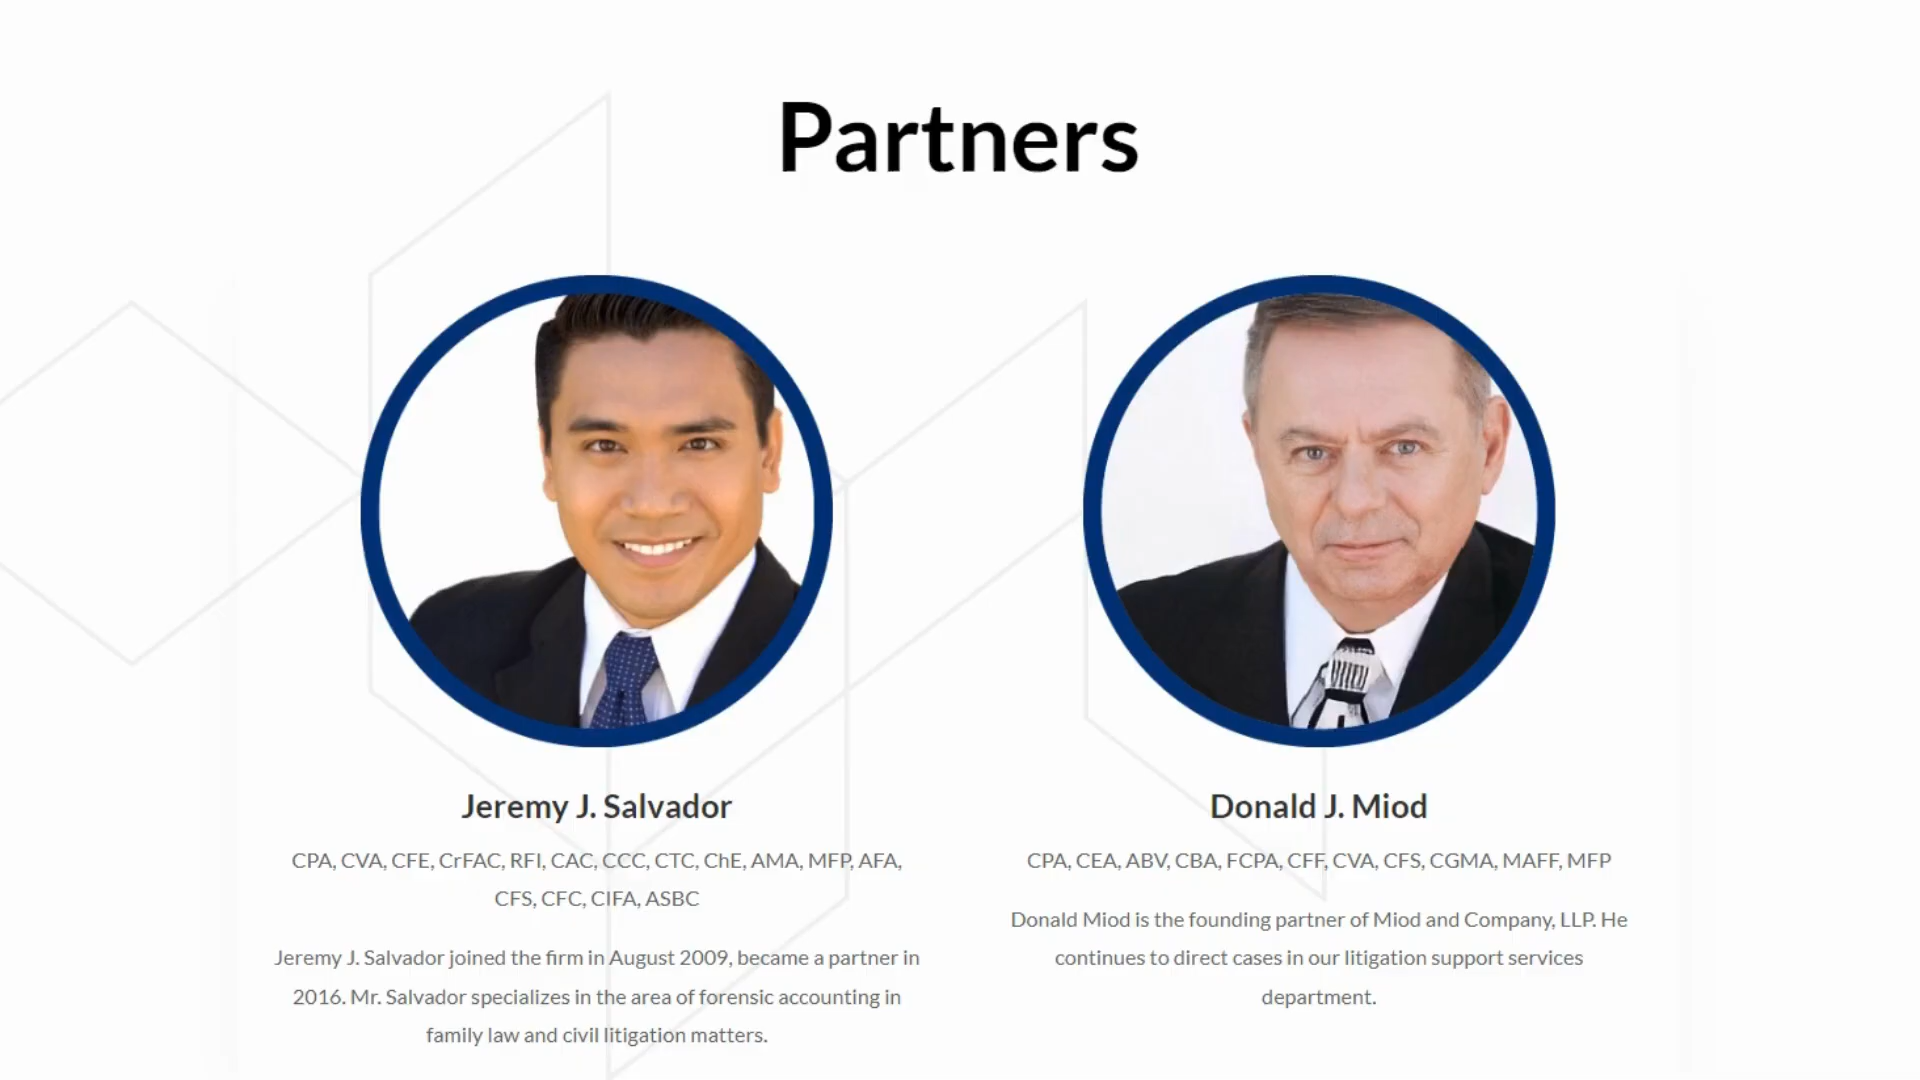 Partners
Jeremy J. Salvador
CPA, CVA, CFE, CrFAC, RFI, CAC, CCC, CTC, ChE, AMA, MFP, AFA,
CFS, CFC, CIFA, ASBC
Jeremy J. Salvador joined the firm in August 2009, became a partner in
2016. Mr. Salvador specializes in the area of forensic accounting in
family law and civil litigation matters.
Donald J. Miod
CPA, CEA, ABV, CBA, FCPA, CFF, CVA, CFS, CGMA, MAFF, MFP
Donald Miod is the founding partner of Miod and Company, LLP. He
continues to direct cases in our litigation support services
department.